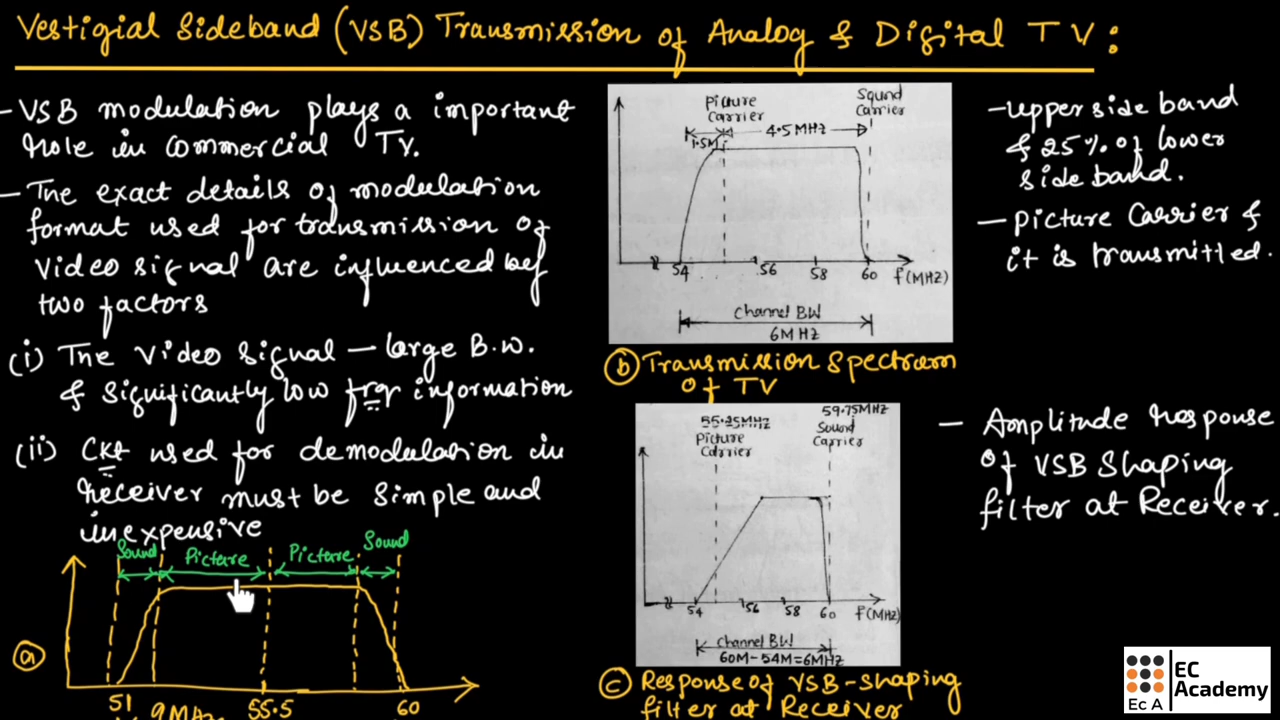 Vestigial Sideband (VSB) Transmission of Analog & Digital TV:
- VSB modulation plays a important
role in commercial TV.
- The exact details of modulation
format used for transmission of
video signal are influenced by
two factors
(i) The video signal - large B.W.
& significantly low frqr information
(ii) Ckt used for demodulation in
receiver must be simple and
inexpensive
Sound Picture Picture Sound
a
51 9MHz 55.5 60
Picture Carrier
Sound Carrier
1.5M
4.5MHz
54 56 58 60 f(MHz)
Channel BW
6MHz
b Transmission Spectrum
of TV
55.25MHz
Picture
Carrier
59.75MHz
Sound
Carrier
54 56 58 60 f(MHz)
Channel BW
60M-54M=6MHz
c Response of VSB-shaping
filter at Receiver
- upper side band
& 25% of lower
side band.
- Picture Carrier &
it is transmitted.
- Amplitude response
of VSB Shaping
filter at Receiver.
EC
Academy
Ec A